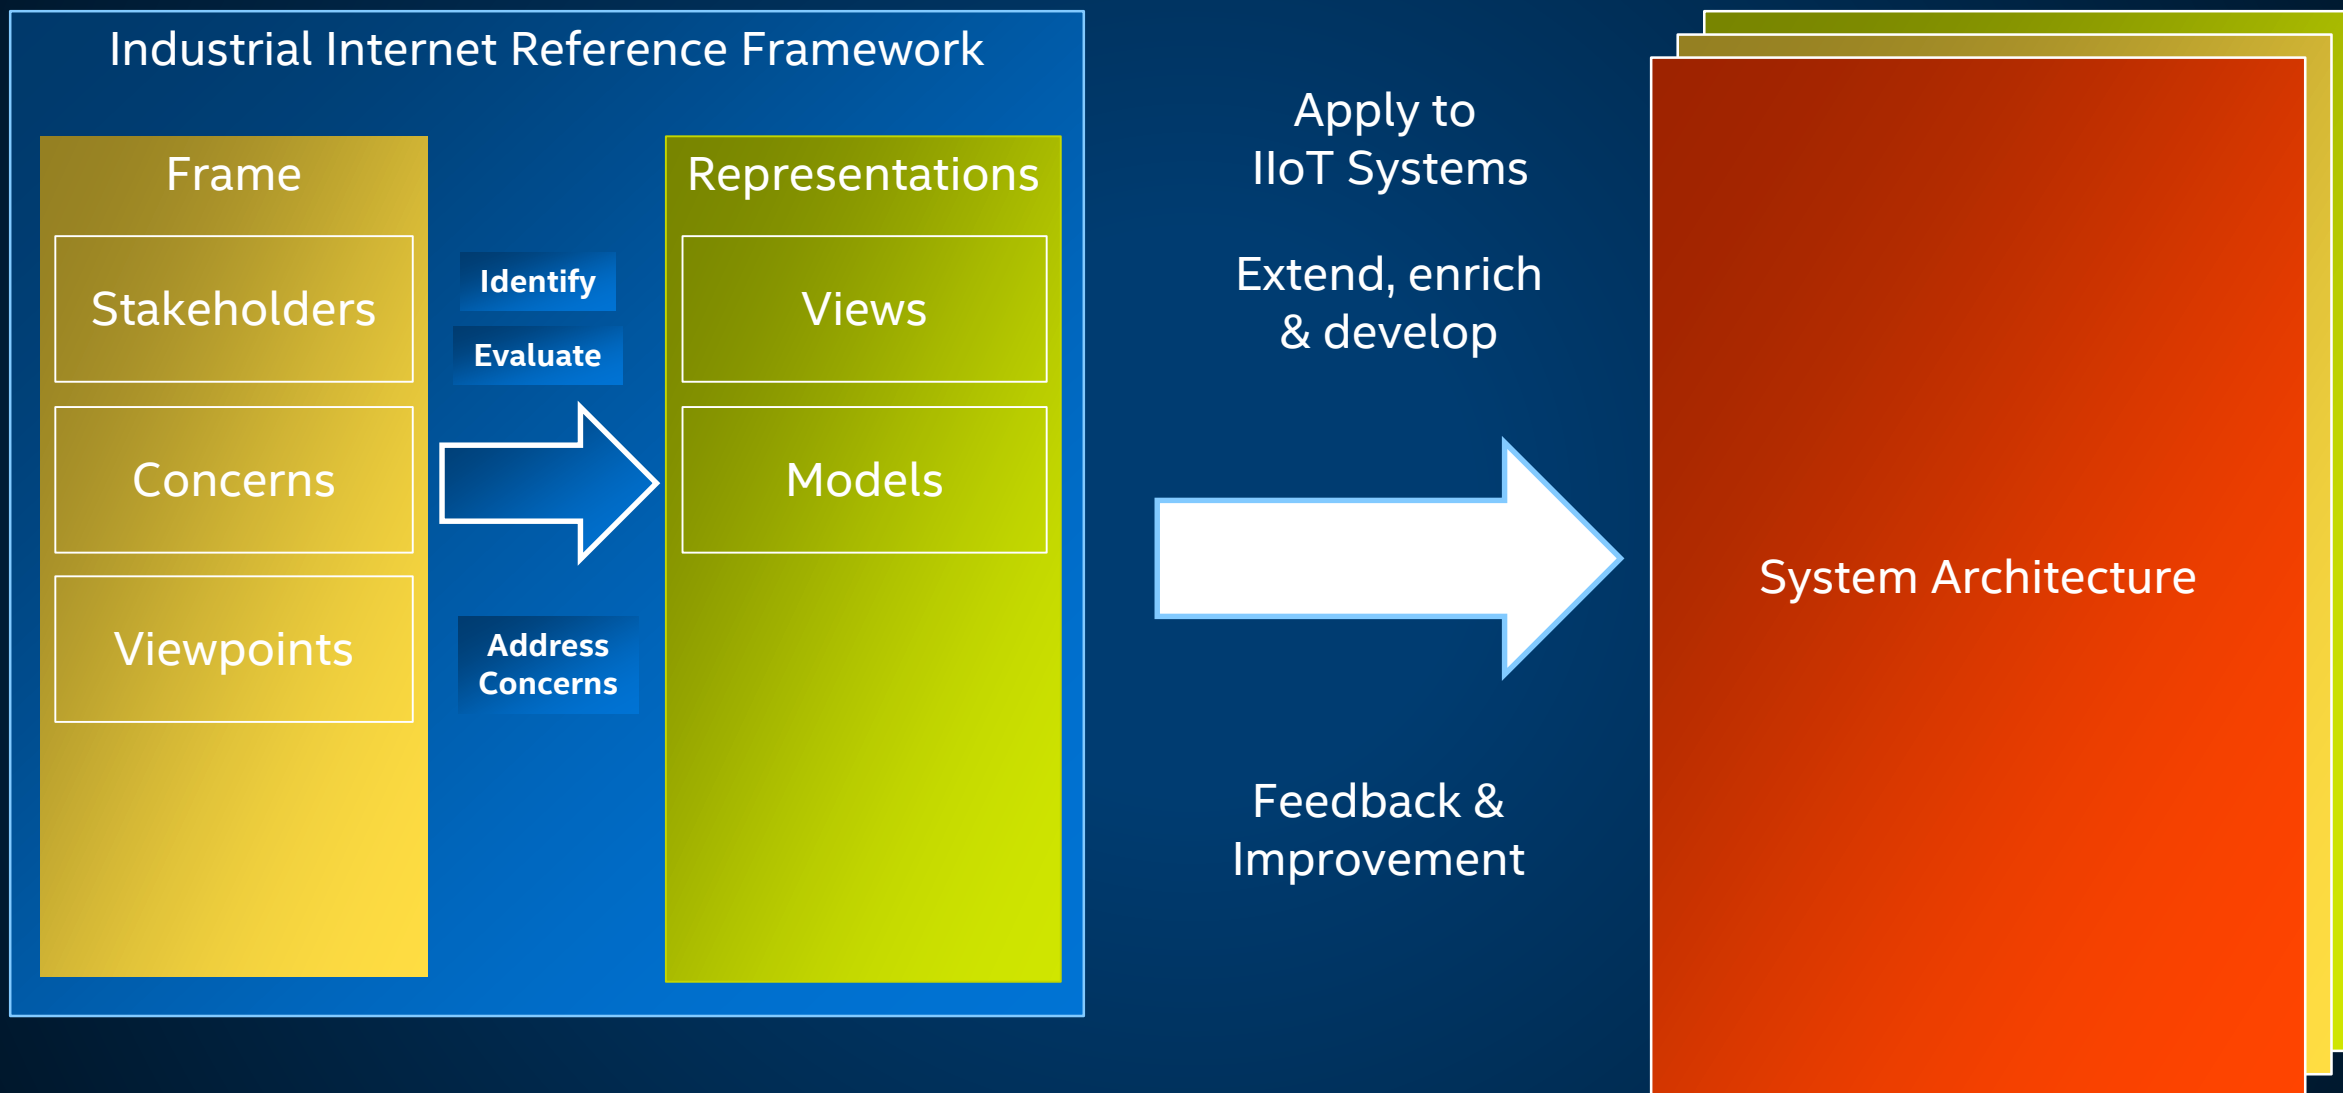 Industrial Internet Reference Framework
Frame
Stakeholders
Concerns
Viewpoints
Identify
Evaluate
Address
Concerns
Representations
Views
Models
Apply to
IIoT Systems
Extend, enrich
& develop
Feedback &
Improvement
System Architecture